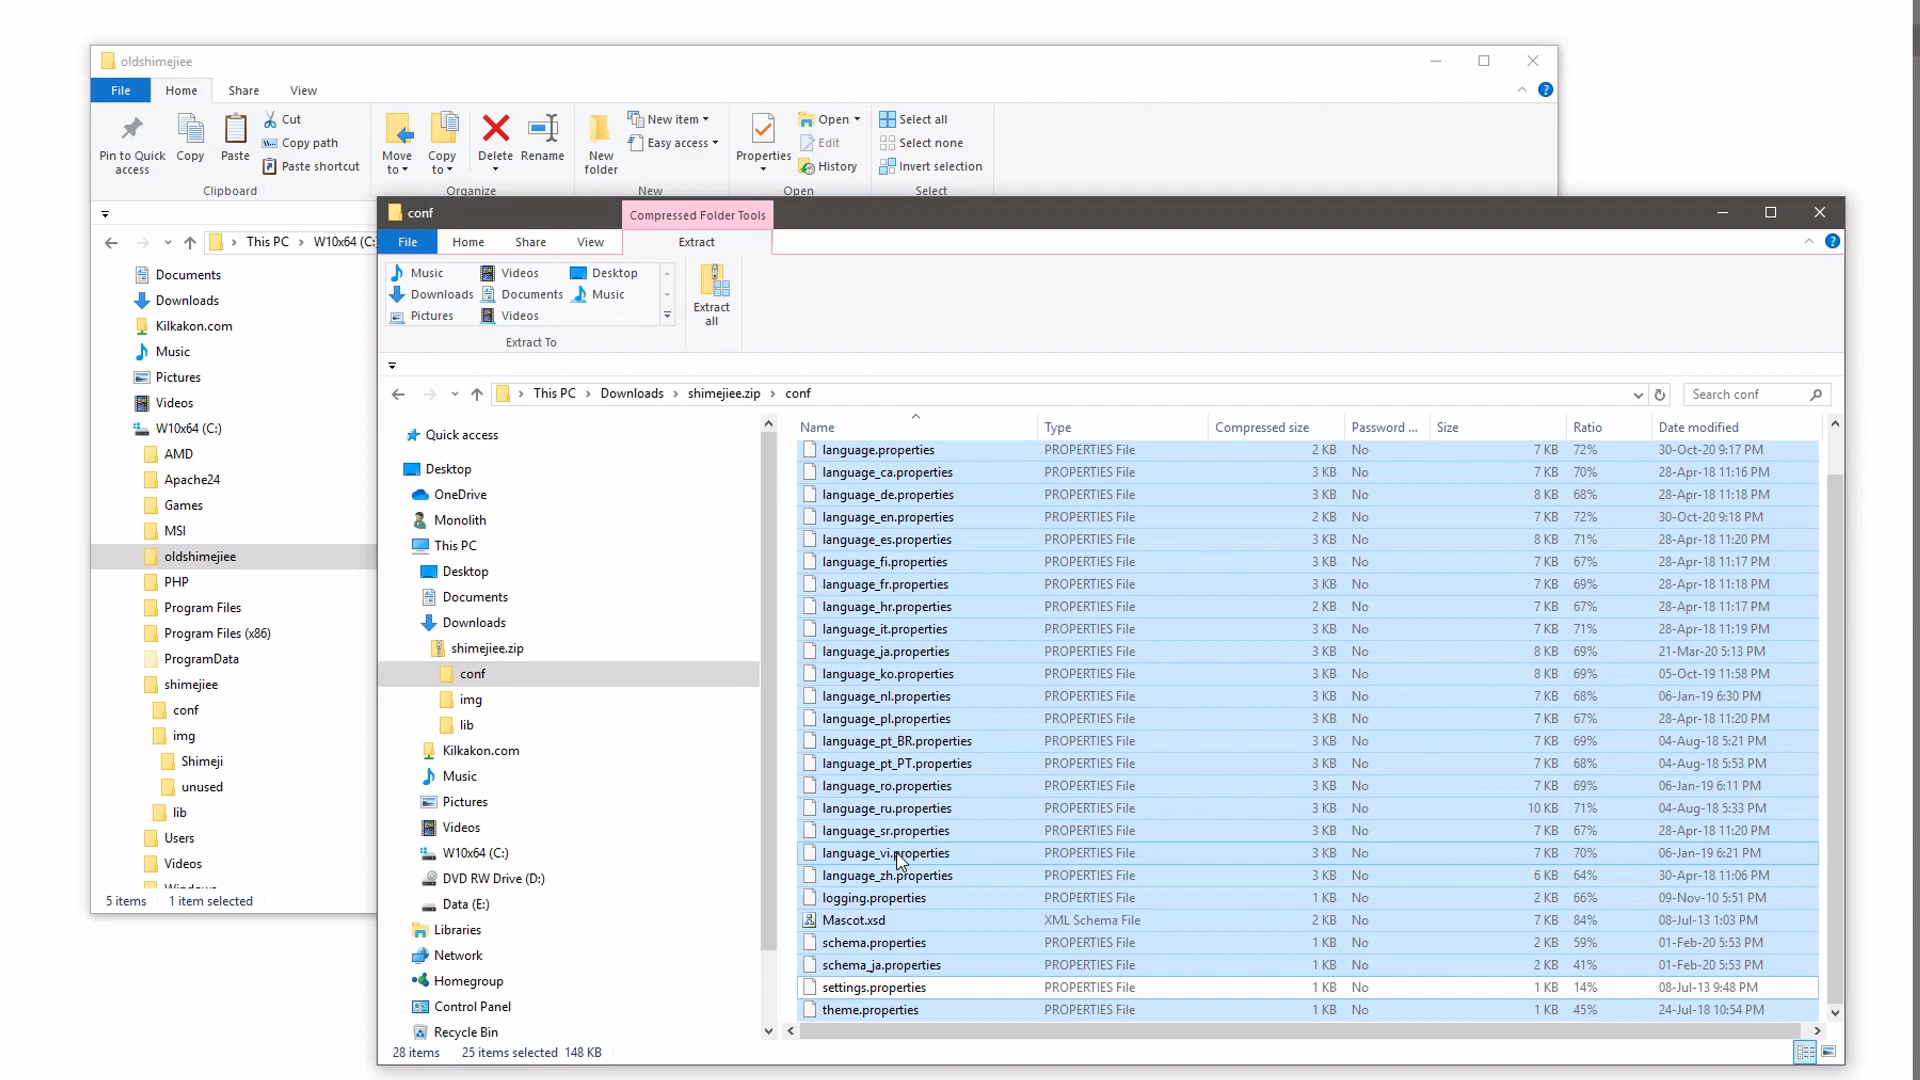 oldshimejiee
File Home Share View
Pin to Quick access
Copy
Paste
Cut
Copy path
Paste shortcut
Clipboard
Move to
Copy to
Delete
Rename
Organize
New folder
New item
Easy access
New
Properties
Open
Edit
History
Open
Select all
Select none
Invert selection
Select
This PC > W10x64 (C:
Documents
Downloads
Kilkakon.com
Music
Pictures
Videos
W10x64 (C:)
AMD
Apache24
Games
MSI
oldshimejiee
PHP
Program Files
Program Files (x86)
ProgramData
shimejiee
conf
img
Shimeji
unused
lib
Users
Videos
5 items 1 item selected
conf
Compressed Folder Tools
File Home Share View Extract
Music Videos Desktop
Downloads Documents Music
Pictures Videos
Extract To
Extract all
This PC > Downloads > shimejiee.zip > conf
Search conf
Quick access
Desktop
OneDrive
Monolith
This PC
Desktop
Documents
Downloads
shimejiee.zip
conf
img
lib
Kilkakon.com
Music
Pictures
Videos
W10x64 (C:)
DVD RW Drive (D:)
Data (E:)
Libraries
Network
Homegroup
Control Panel
Recycle Bin
Name Type Compressed size Password ... Size Ratio Date modified
language.properties PROPERTIES File 2 KB No 7 KB 72% 30-Oct-20 9:17 PM
language_ca.properties PROPERTIES File 3 KB No 7 KB 70% 28-Apr-18 11:16 PM
language_de.properties PROPERTIES File 3 KB No 8 KB 68% 28-Apr-18 11:18 PM
language_en.properties PROPERTIES File 2 KB No 7 KB 72% 30-Oct-20 9:18 PM
language_es.properties PROPERTIES File 3 KB No 8 KB 71% 28-Apr-18 11:20 PM
language_fi.properties PROPERTIES File 3 KB No 7 KB 67% 28-Apr-18 11:17 PM
language_fr.properties PROPERTIES File 3 KB No 7 KB 69% 28-Apr-18 11:18 PM
language_hr.properties PROPERTIES File 2 KB No 7 KB 67% 28-Apr-18 11:17 PM
language_it.properties PROPERTIES File 3 KB No 7 KB 71% 28-Apr-18 11:19 PM
language_ja.properties PROPERTIES File 3 KB No 8 KB 69% 21-Mar-20 5:13 PM
language_ko.properties PROPERTIES File 3 KB No 8 KB 69% 05-Oct-19 11:58 PM
language_nl.properties PROPERTIES File 3 KB No 7 KB 68% 06-Jan-19 6:30 PM
language_pl.properties PROPERTIES File 3 KB No 7 KB 67% 28-Apr-18 11:20 PM
language_pt_BR.properties PROPERTIES File 3 KB No 7 KB 69% 04-Aug-18 5:21 PM
language_pt_PT.properties PROPERTIES File 3 KB No 7 KB 68% 04-Aug-18 5:53 PM
language_ro.properties PROPERTIES File 3 KB No 7 KB 69% 06-Jan-19 6:11 PM
language_ru.properties PROPERTIES File 3 KB No 10 KB 71% 04-Aug-18 5:33 PM
language_sr.properties PROPERTIES File 3 KB No 7 KB 67% 28-Apr-18 11:20 PM
language_vi.properties PROPERTIES File 3 KB No 7 KB 70% 06-Jan-19 6:21 PM
language_zh.properties PROPERTIES File 3 KB No 6 KB 64% 30-Apr-18 11:06 PM
logging.properties PROPERTIES File 1 KB No 2 KB 66% 09-Nov-10 5:51 PM
Mascot.xsd XML Schema File 2 KB No 7 KB 84% 08-Jul-13 1:03 PM
schema.properties PROPERTIES File 1 KB No 2 KB 59% 01-Feb-20 5:53 PM
schema_ja.properties PROPERTIES File 1 KB No 2 KB 41% 01-Feb-20 5:53 PM
settings.properties PROPERTIES File 1 KB No 1 KB 14% 08-Jul-13 9:48 PM
theme.properties PROPERTIES File 1 KB No 1 KB 45% 24-Jul-18 10:54 PM
28 items 25 items selected 148 KB